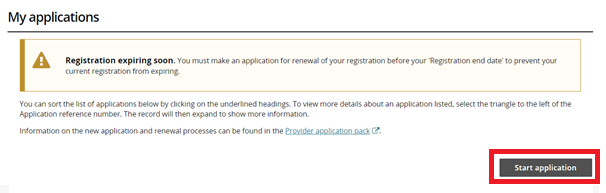 My applications
Registration expiring soon. You must make an application for renewal of your registration before your 'Registration end date' to prevent your
current registration from expiring.
You can sort the list of applications below by clicking on the underlined headings. To view more details about an application listed, select the triangle to the left of the
Application reference number. The record will then expand to show more information.
Information on the new application and renewal processes can be found in the Provider application pack.
Start application